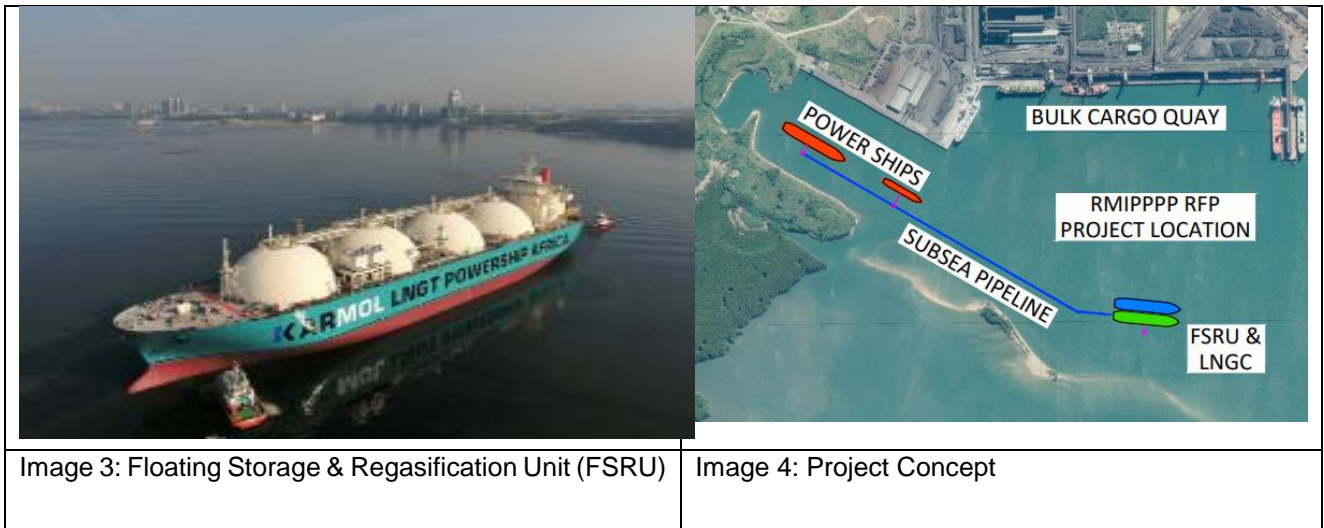 KARMOL LNGT POWERSHIP AFRICA
POWER SHIPS
BULK CARGO QUAY
RMIPPPP RFP
PROJECT LOCATION
SUBSEA PIPELINE
FSRU &
LNGC
Image 3: Floating Storage & Regasification Unit (FSRU)
Image 4: Project Concept